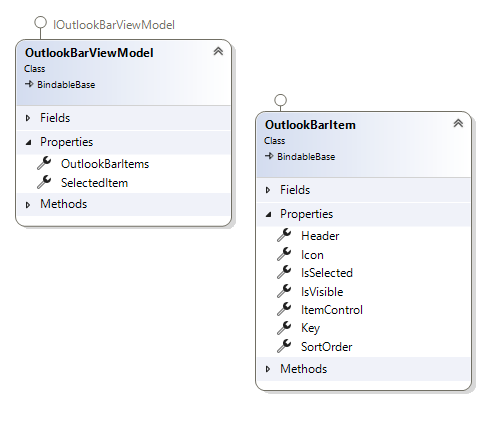 IOutlookBarViewModel
OutlookBarViewModel
Class
BindableBase
Fields
Properties
OutlookBarItems
SelectedItem
Methods
OutlookBarItem
Class
BindableBase
Fields
Properties
Header
Icon
IsSelected
IsVisible
ItemControl
Key
SortOrder
Methods